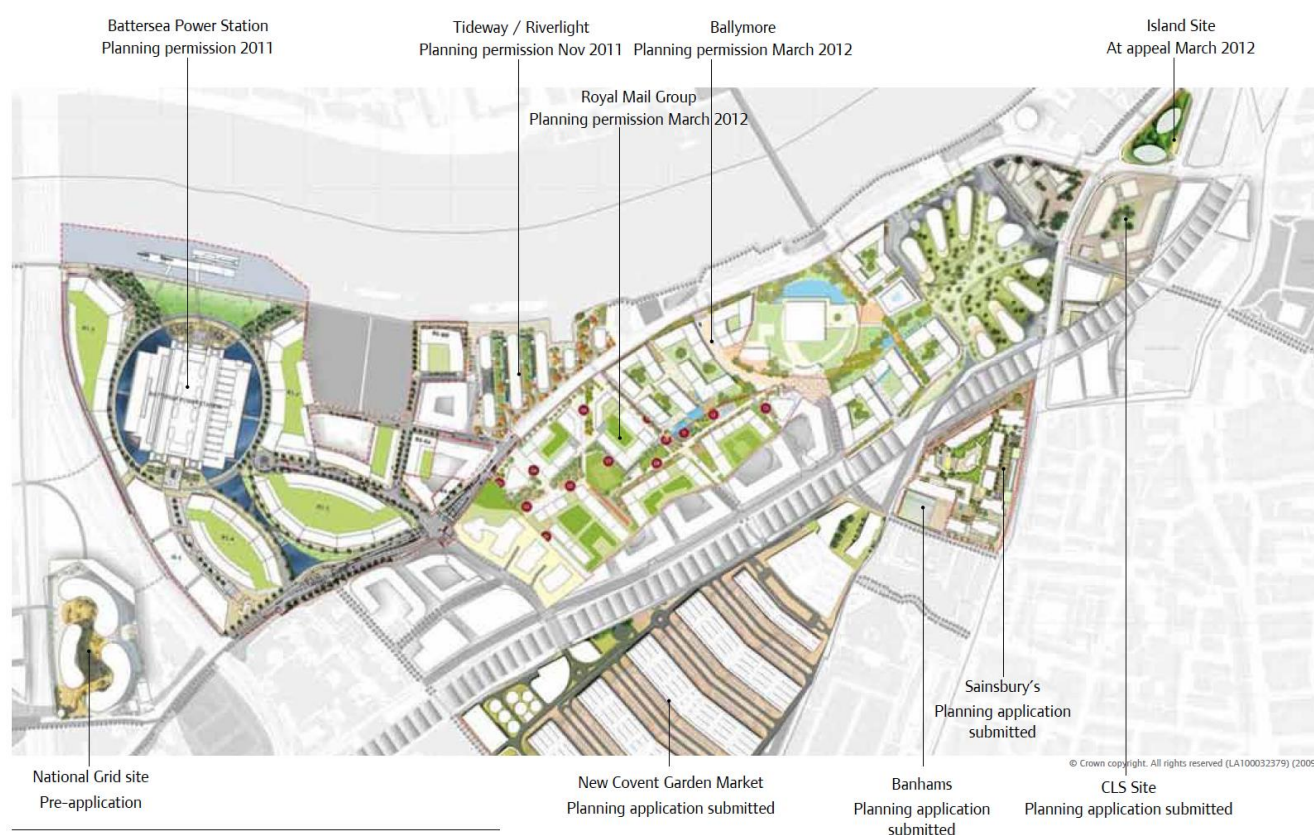 Battersea Power Station
Planning permission 2011
Tideway / Riverlight
Planning permission Nov 2011
Ballymore
Planning permission March 2012
Island Site
At appeal March 2012
Royal Mail Group
Planning permission March 2012
National Grid site
Pre-application
New Covent Garden Market
Planning application submitted
Sainsbury's
Planning application
submitted
Banhams
Planning application
submitted
CLS Site
Planning application submitted
© Crown copyright. All rights reserved (LA100032379) (2009